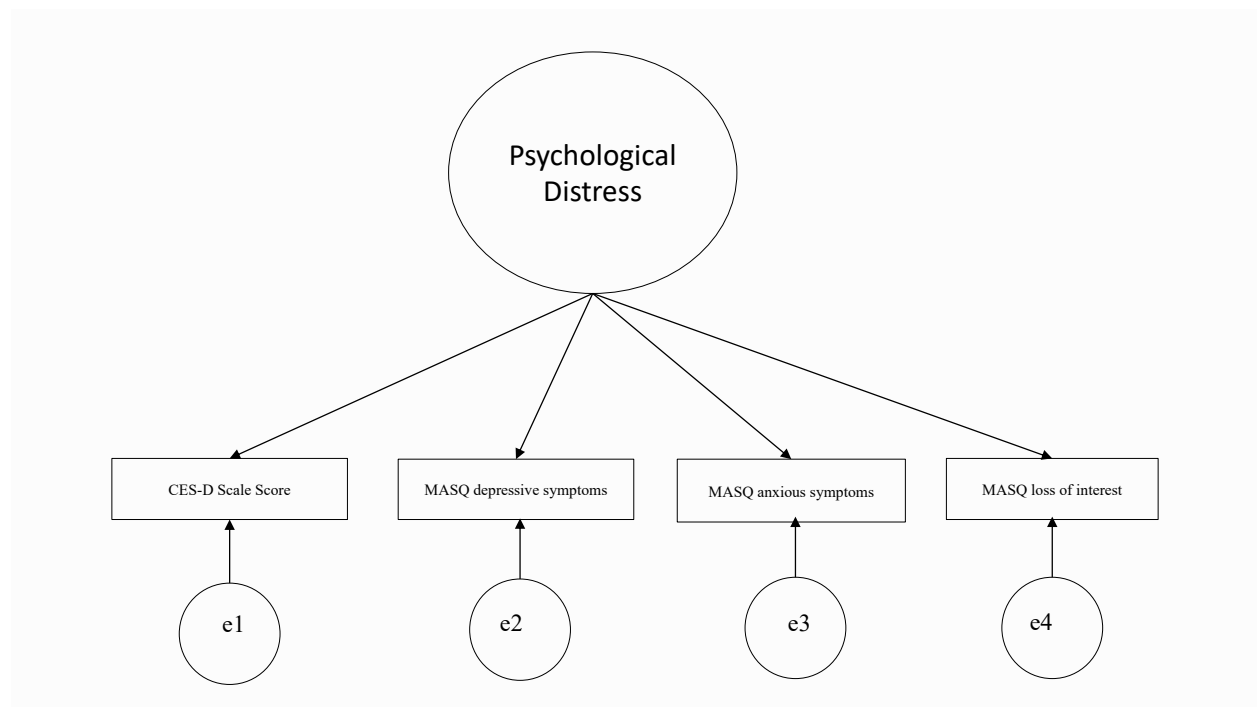 Psychological
Distress
CES-D Scale Score
MASQ depressive symptoms
MASQ anxious symptoms
MASQ loss of interest
e1
e2
e3
e4